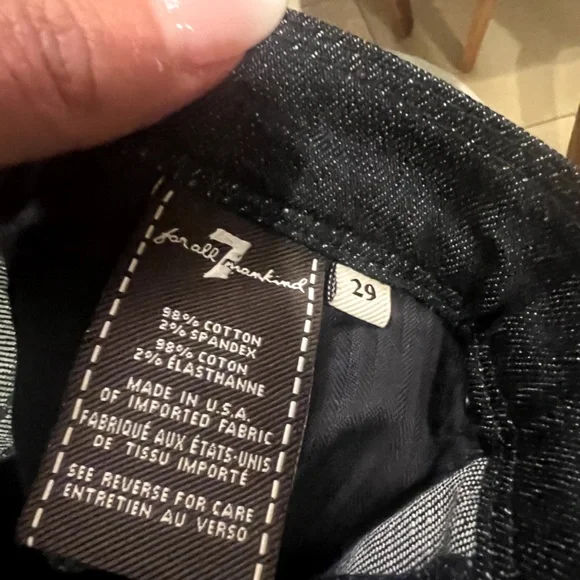 7
for all mankind
29
98% COTTON
2% SPANDEX
98% COTON
2% ÉLASTHANNE
MADE IN U.S.A.
OF IMPORTED FABRIC
FABRIQUÉ AUX ÉTATS-UNIS
DE TISSU IMPORTÉ
SEE REVERSE FOR CARE
ENTRETIEN AU VERSO